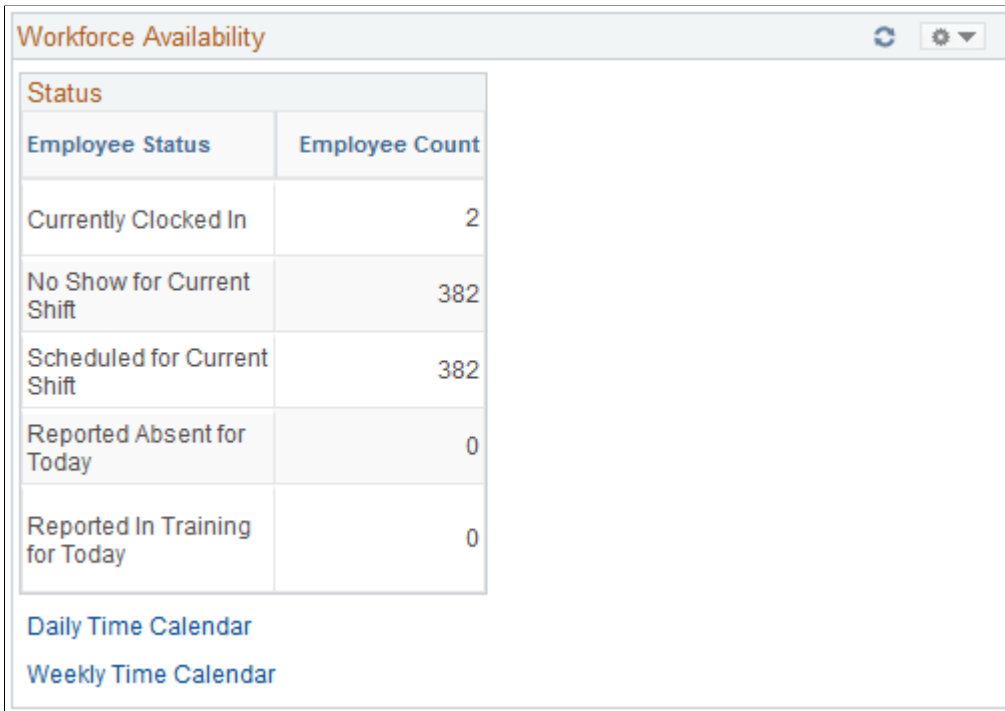 Workforce Availability
Status
Employee Status Employee Count
Currently Clocked In 2
No Show for Current
Shift 382
Scheduled for Current
Shift 382
Reported Absent for
Today 0
Reported In Training
for Today 0
Daily Time Calendar
Weekly Time Calendar